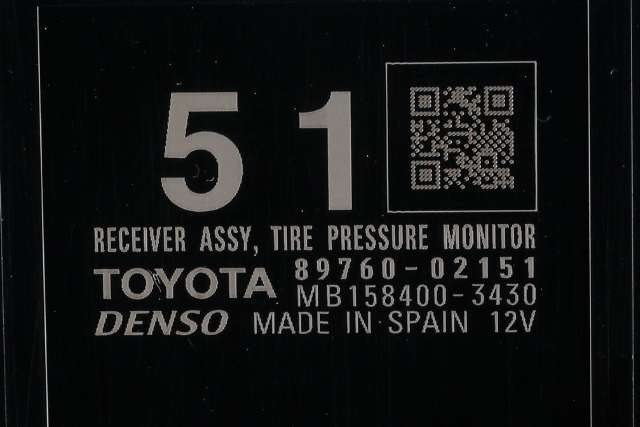 51
RECEIVER ASSY, TIRE PRESSURE MONITOR
TOYOTA 89760-02151
MB158400-3430
DENSO MADE IN SPAIN 12V